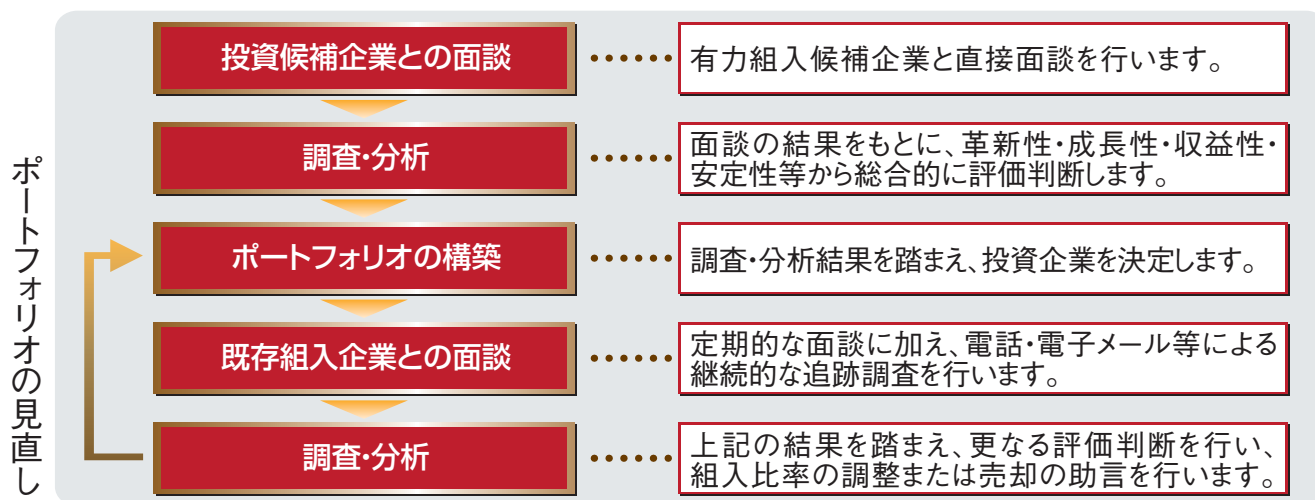 投資候補企業との面談
有力組入候補企業と直接面談を行います。
調査・分析
面談の結果をもとに、革新性・成長性・収益性・
安定性等から総合的に評価判断します。
ポートフォリオの構築
調査・分析結果を踏まえ、投資企業を決定します。
既存組入企業との面談
定期的な面談に加え、電話・電子メール等による
継続的な追跡調査を行います。
調査・分析
上記の結果を踏まえ、更なる評価判断を行い、
組入比率の調整または売却の助言を行います。
ポートフォリオの見直し